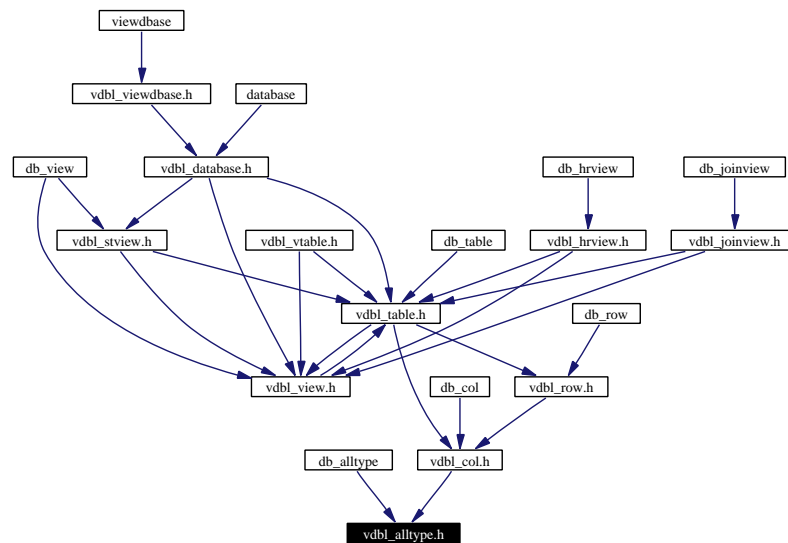 viewdbase
vdbl_viewdbase.h
database
db_view
vdbl_database.h
db_hrview
db_joinview
vdbl_stview.h
vdbl_vtable.h
db_table
vdbl_hrview.h
vdbl_joinview.h
vdbl_table.h
db_row
vdbl_view.h
db_col
vdbl_row.h
db_alltype
vdbl_col.h
vdbl_alltype.h